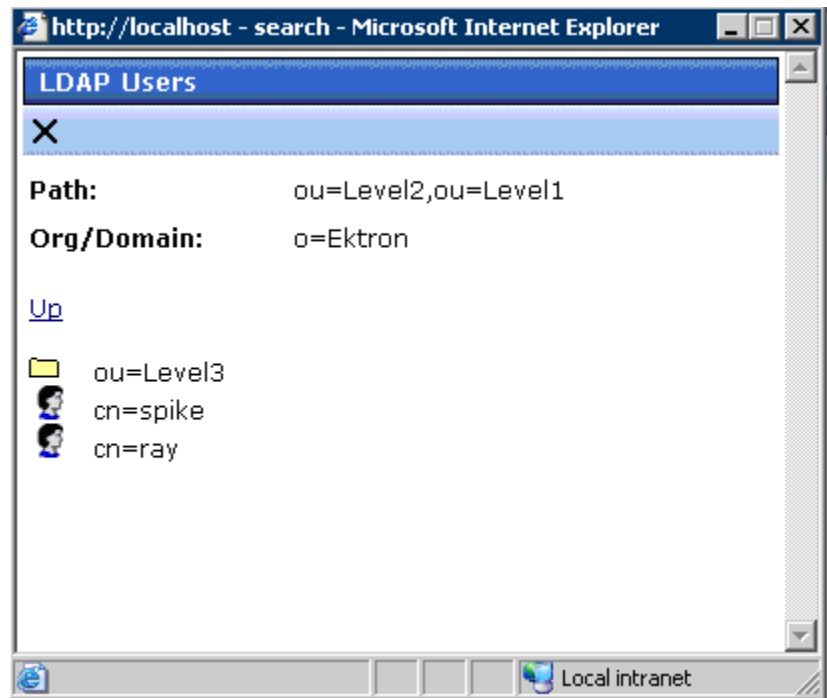 http://localhost - search - Microsoft Internet Explorer
LDAP Users
Path: ou=Level2,ou=Level1
Org/Domain: o=Ektron
Up
ou=Level3
cn=spike
cn=ray
Local intranet